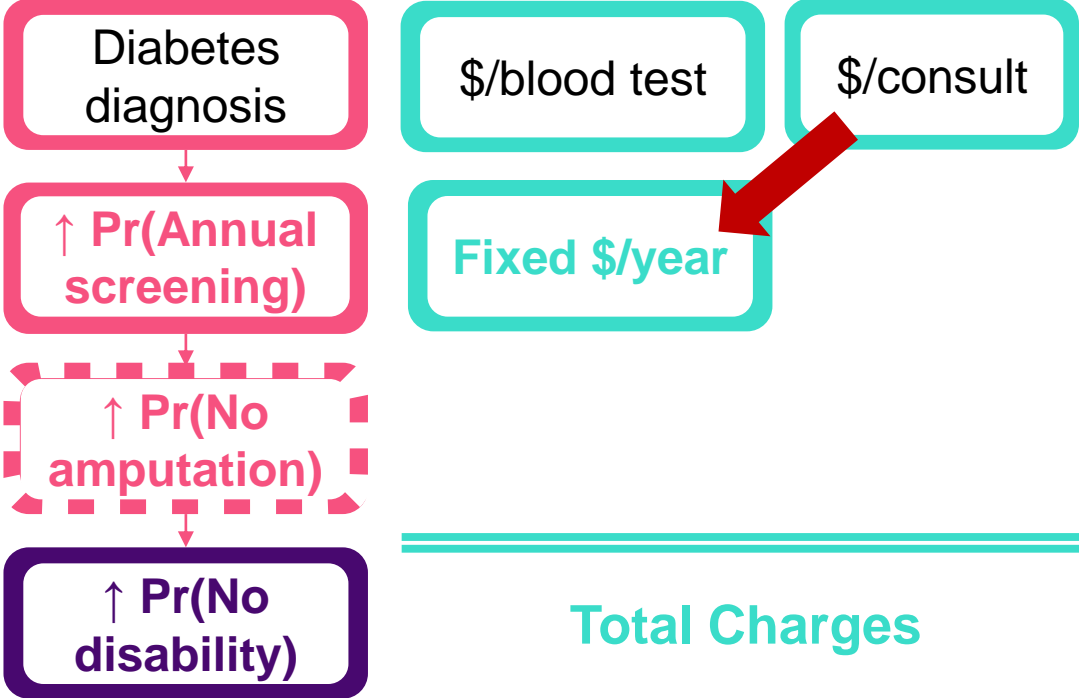 Diabetes
diagnosis
$/blood test
$/consult
↑ Pr(Annual
screening)
Fixed $/year
↑ Pr(No
amputation)
↑ Pr(No
disability)
Total Charges